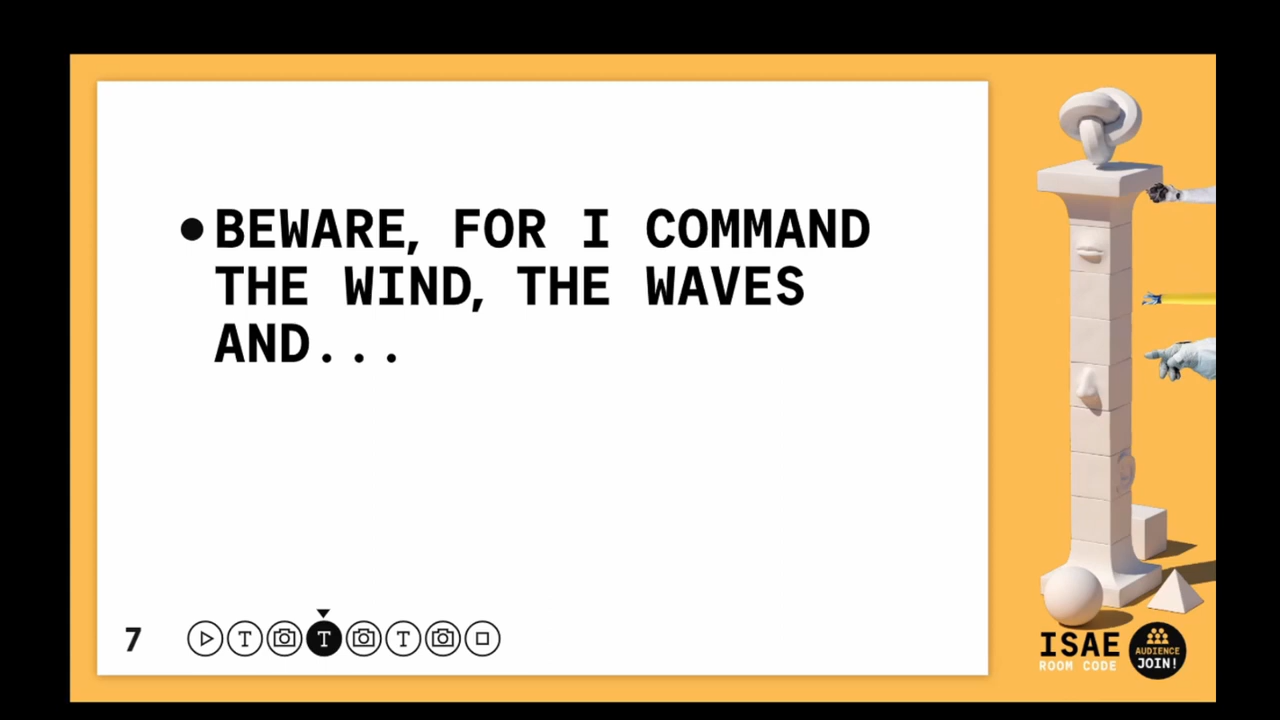 BEWARE, FOR I COMMAND
THE WIND, THE WAVES
AND...
7
T
T
T
ISAE
ROOM CODE
AUDIENCE
JOIN!